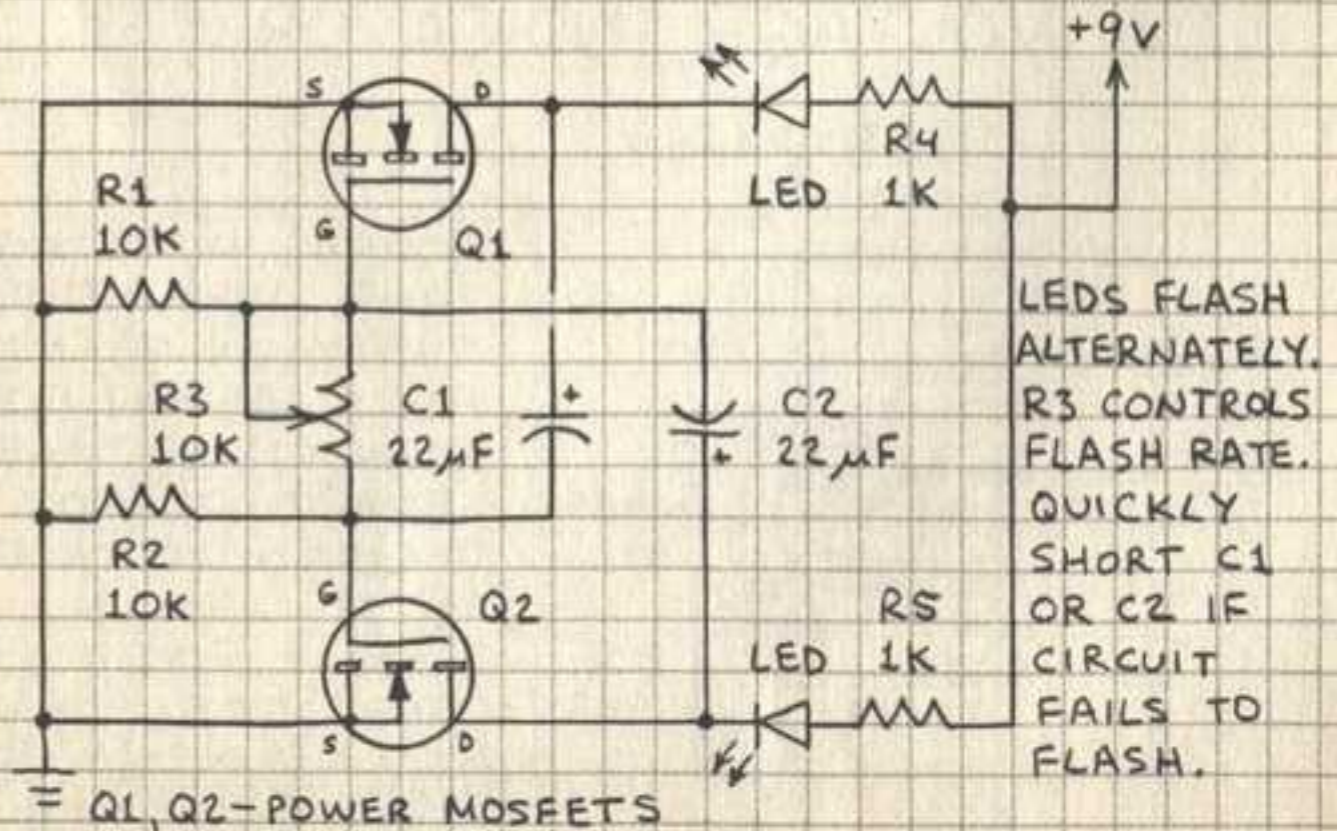 +9V
S
D
G
Q1
R1
10K
LED
R4
1K
R3
10K
C1
22µF
+
C2
22µF
+
R2
10K
G
Q2
S
D
LED
R5
1K
LEDS FLASH
ALTERNATELY.
R3 CONTROLS
FLASH RATE.
QUICKLY
SHORT C1
OR C2 IF
CIRCUIT
FAILS TO
FLASH.
Q1, Q2-POWER MOSFETS